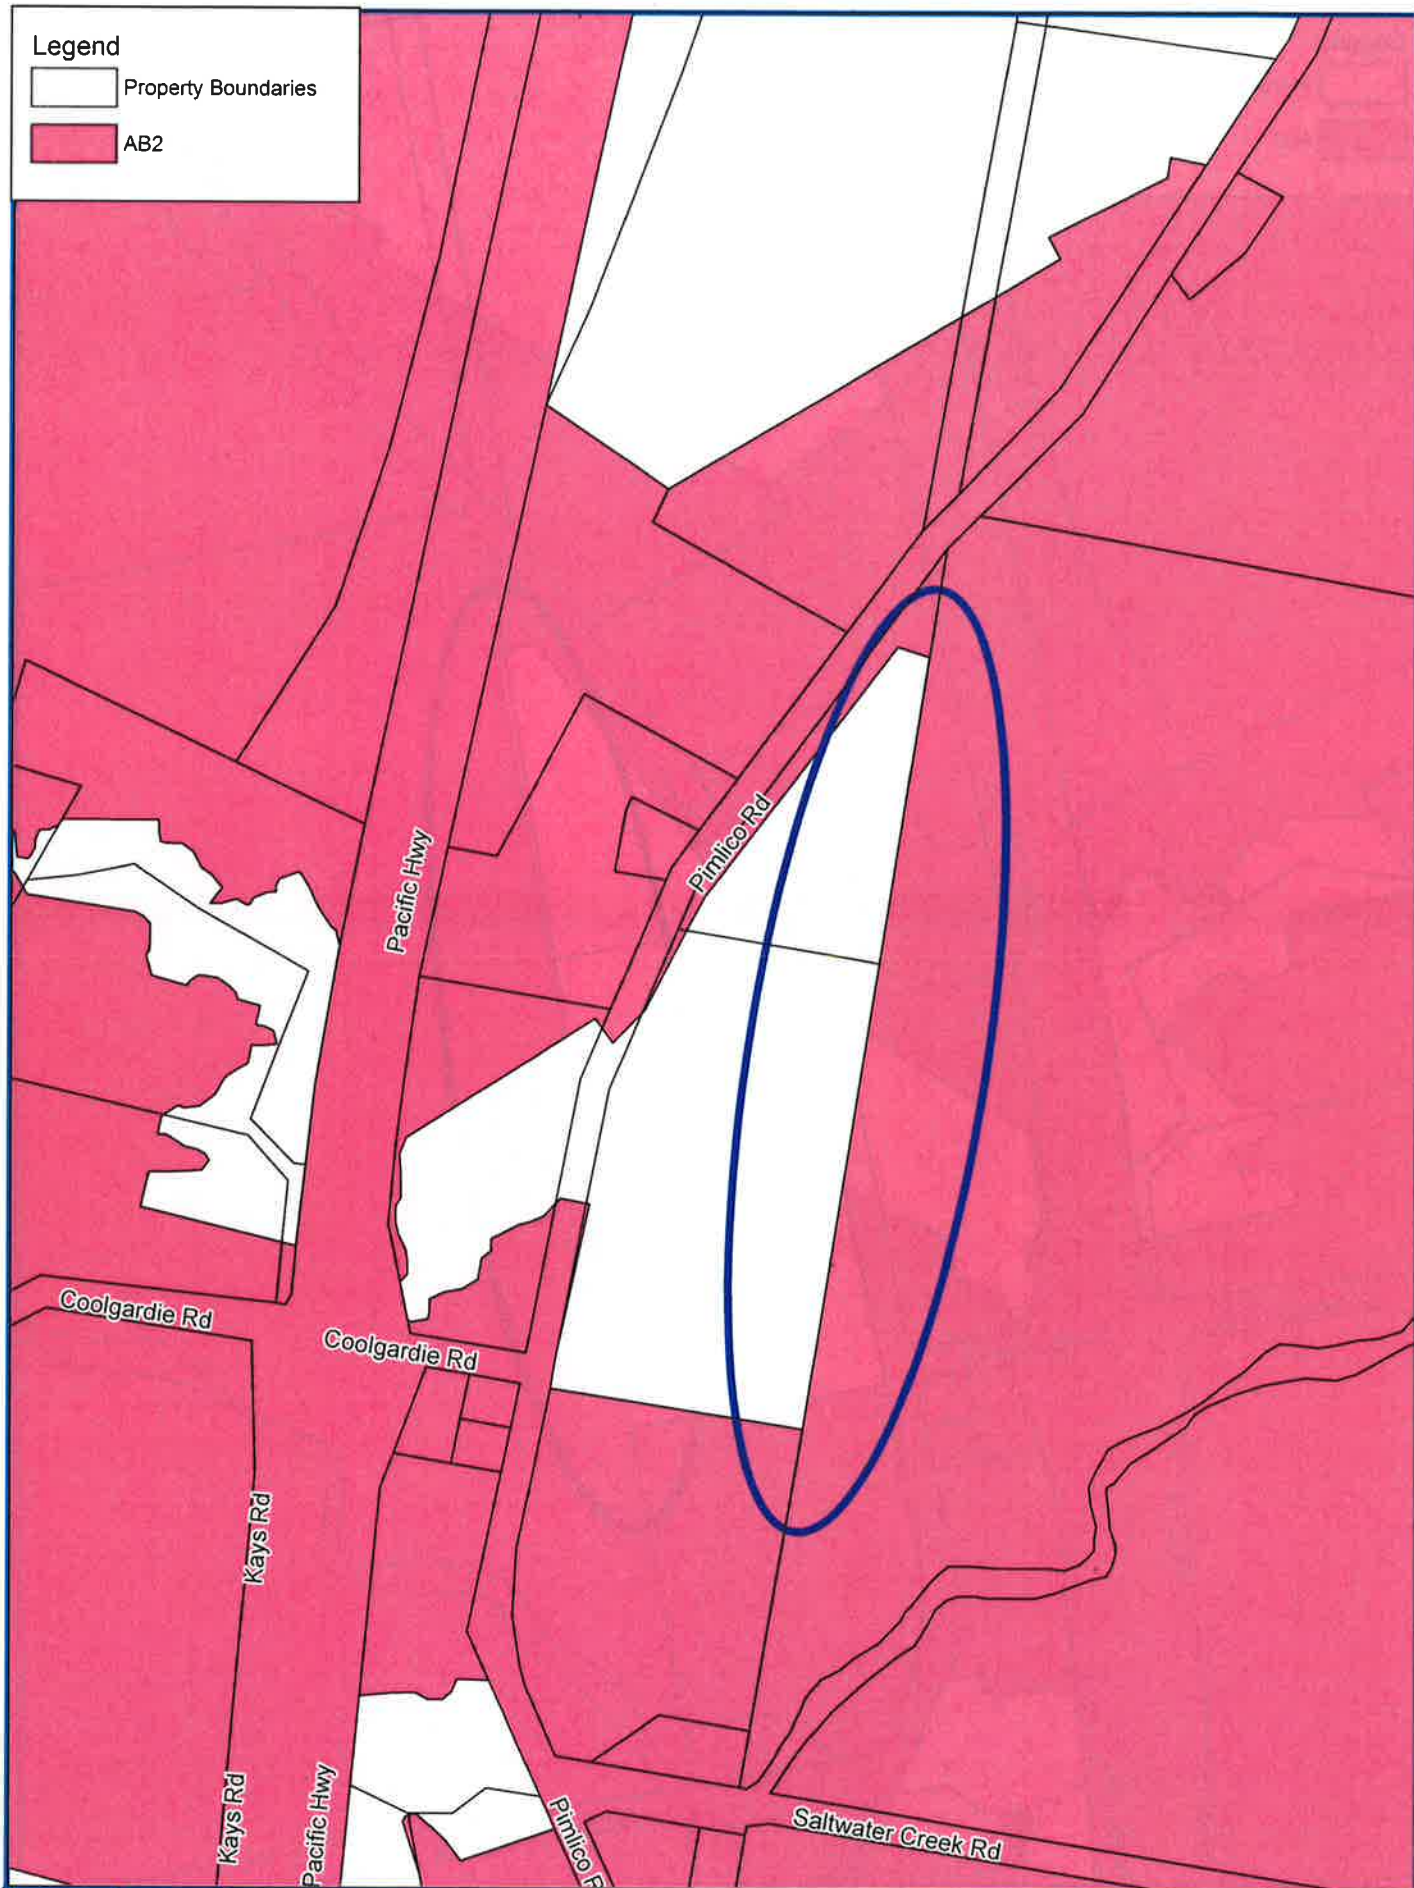 Legend
Property Boundaries
AB2
Pacific Hwy
Pimlico Rd
Coolgardie Rd
Coolgardie Rd
Kays Rd
Kays Rd
Pacific Hwy
Pimlico R
Saltwater Creek Rd